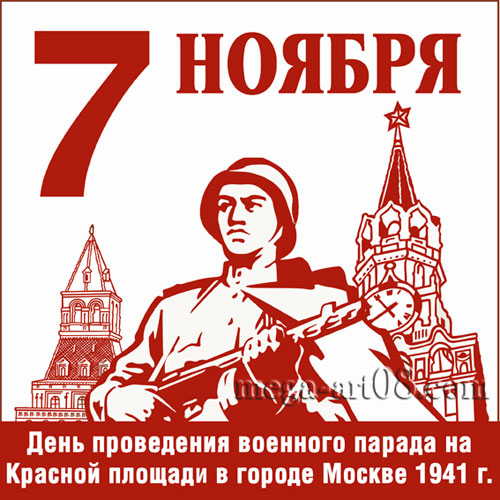 7 НОЯБРЯ
mega-art08.com
День проведения военного парада на
Красной площади в городе Москве 1941 г.